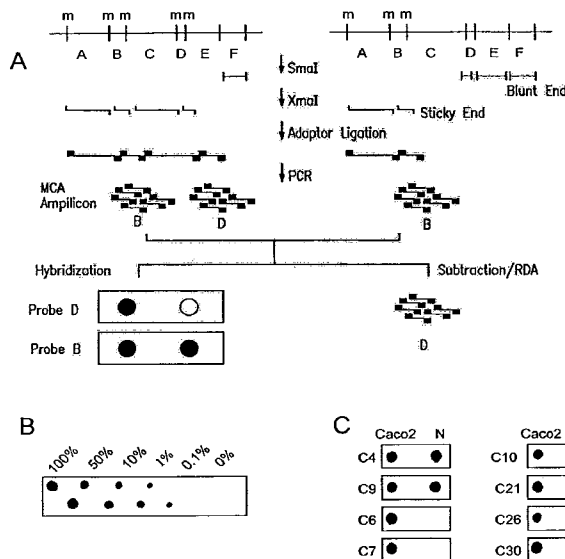 m m m m m m m m
A B C D E F A B C D E F
A
SmaI
Blunt End
XmaI
Sticky End
Adaptor Ligation
PCR
MCA
Ampilicon
B D B
Hybridization Subtraction/RDA
Probe D
Probe B
D
B
100% 50% 10% 1% 0.1% 0%
C
Caco2 N Caco2
C4 C10
C9 C21
C6 C26
C7 C30